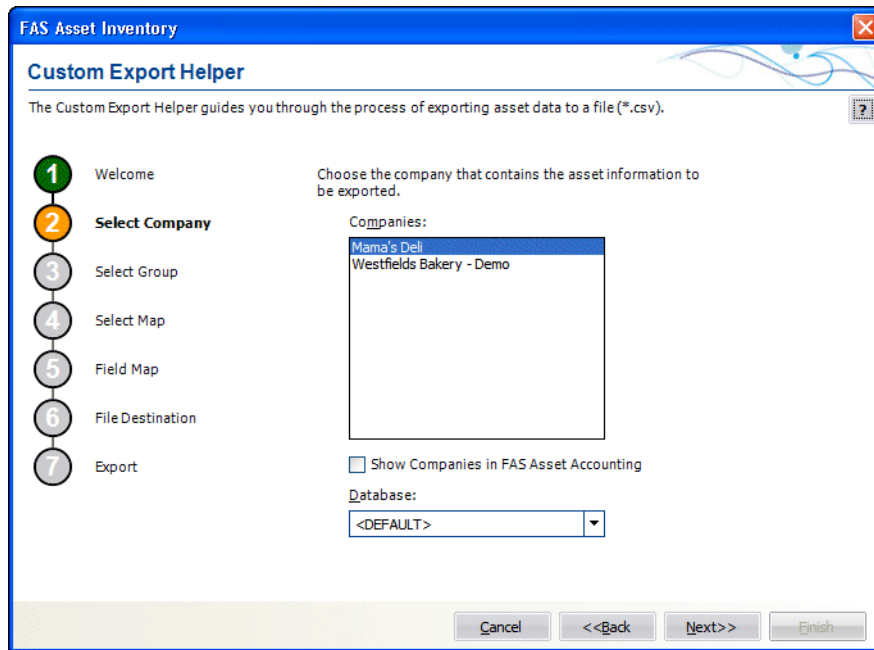 FAS Asset Inventory
Custom Export Helper
The Custom Export Helper guides you through the process of exporting asset data to a file (*.csv).
?
1 Welcome
2 Select Company
3 Select Group
4 Select Map
5 Field Map
6 File Destination
7 Export
Choose the company that contains the asset information to
be exported.
Companies:
Mama's Deli
Westfields Bakery - Demo
Show Companies in FAS Asset Accounting
Database:
<DEFAULT>
Cancel
<<Back
Next>>
Finish